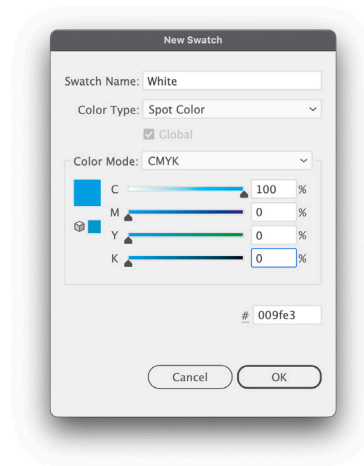 New Swatch
Swatch Name: White
Color Type: Spot Color
Global
Color Mode: CMYK
C 100 %
M 0 %
Y 0 %
K 0 %
# 009fe3
Cancel OK